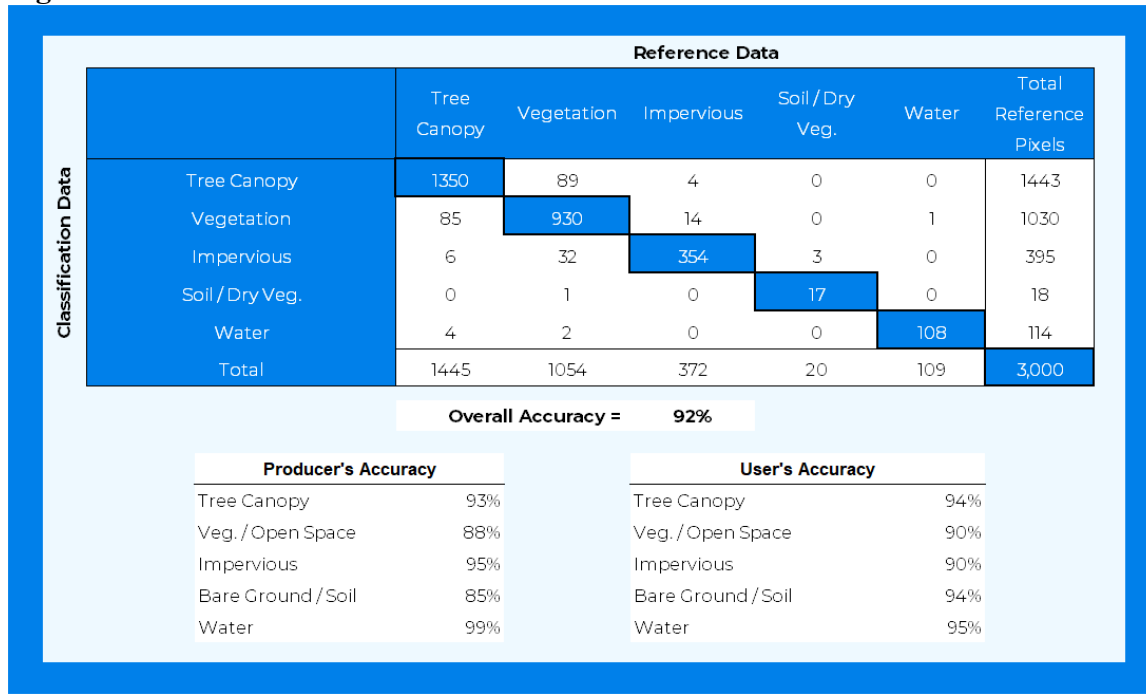 Reference Data
Tree Canopy Vegetation Impervious Soil / Dry Veg. Water Total Reference Pixels
Classification Data
Tree Canopy 1350 89 4 0 0 1443
Vegetation 85 930 14 0 1 1030
Impervious 6 32 354 3 0 395
Soil / Dry Veg. 0 1 0 17 0 18
Water 4 2 0 0 108 114
Total 1445 1054 372 20 109 3,000
Overall Accuracy = 92%
Producer's Accuracy
Tree Canopy 93%
Veg. / Open Space 88%
Impervious 95%
Bare Ground / Soil 85%
Water 99%
User's Accuracy
Tree Canopy 94%
Veg. / Open Space 90%
Impervious 90%
Bare Ground / Soil 94%
Water 95%